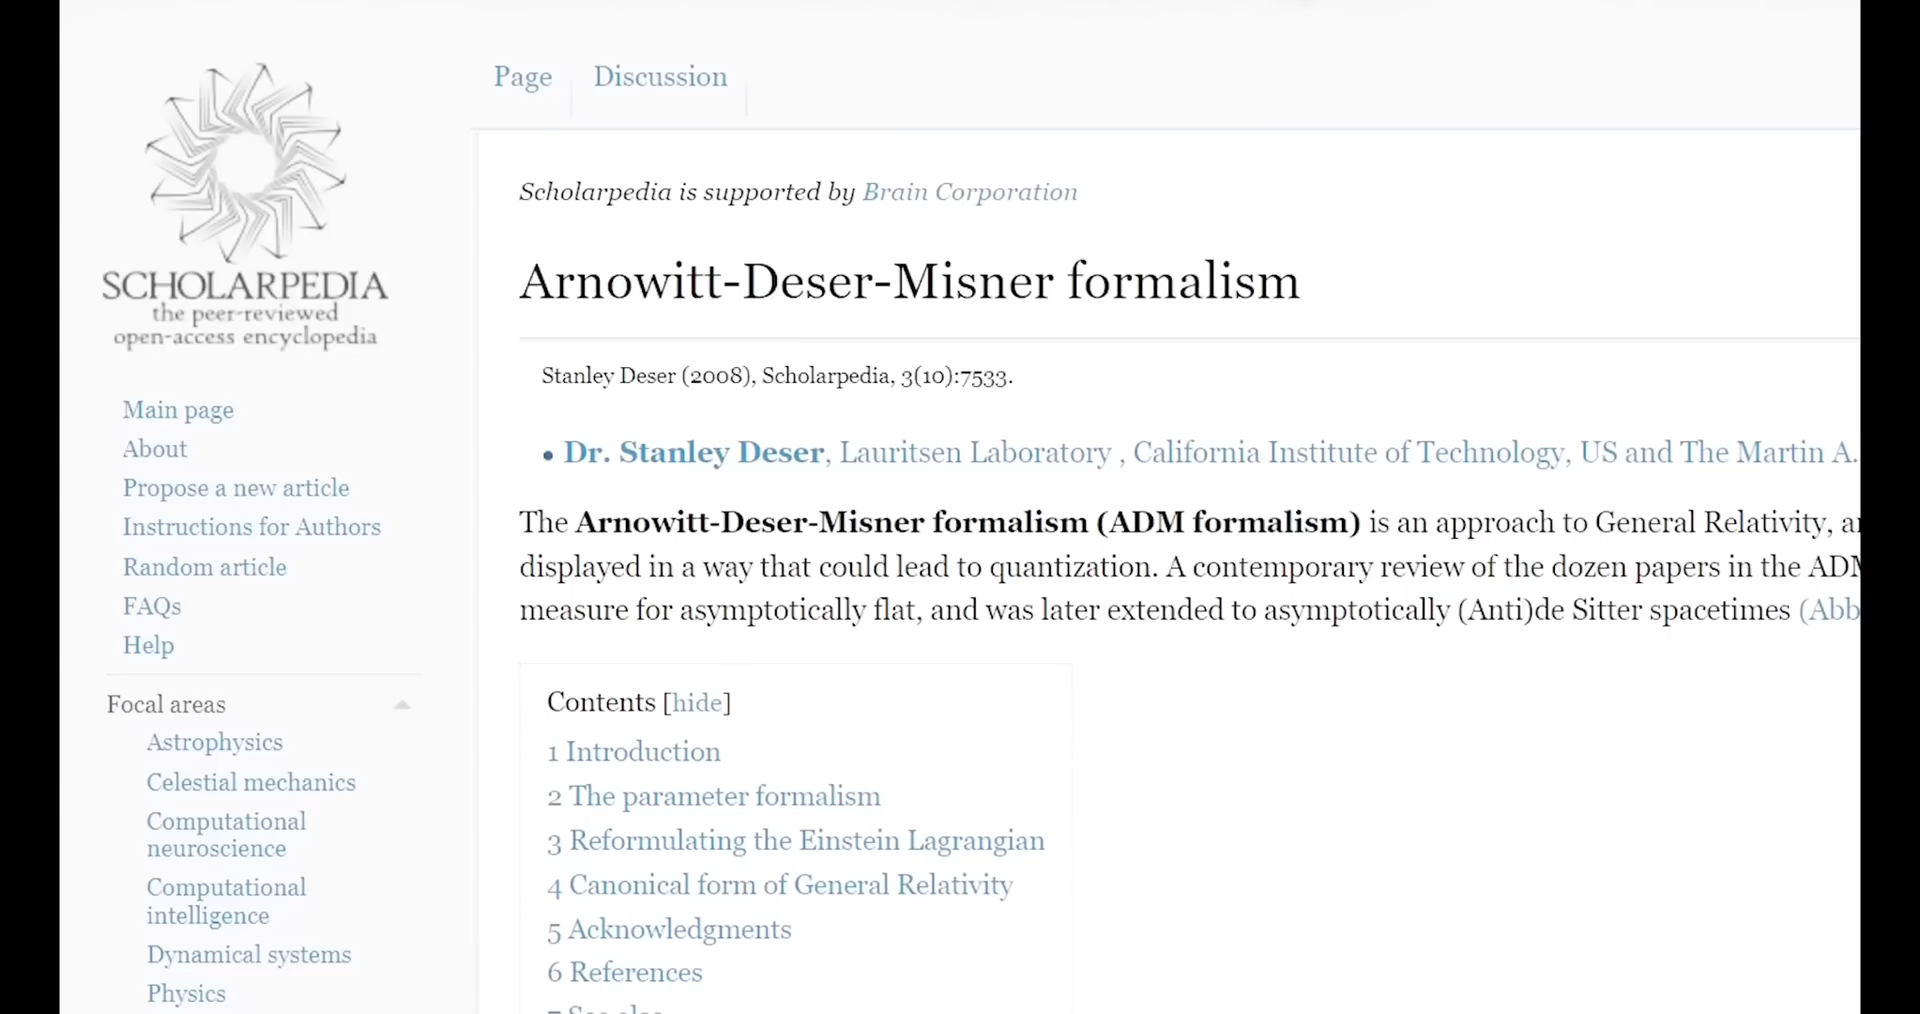 Page
Discussion
SCHOLARPEDIA
the peer-reviewed
open-access encyclopedia
Main page
About
Propose a new article
Instructions for Authors
Random article
FAQs
Help
Focal areas
Astrophysics
Celestial mechanics
Computational
neuroscience
Computational
intelligence
Dynamical systems
Physics
Scholarpedia is supported by Brain Corporation
Arnowitt-Deser-Misner formalism
Stanley Deser (2008), Scholarpedia, 3(10):7533.
• Dr. Stanley Deser, Lauritsen Laboratory , California Institute of Technology, US and The Martin A.
The Arnowitt-Deser-Misner formalism (ADM formalism) is an approach to General Relativity,
displayed in a way that could lead to quantization. A contemporary review of the dozen papers in the
measure for asymptotically flat, and was later extended to asymptotically (Anti)de Sitter spacetimes (Abb
Contents [hide]
1 Introduction
2 The parameter formalism
3 Reformulating the Einstein Lagrangian
4 Canonical form of General Relativity
5 Acknowledgments
6 References